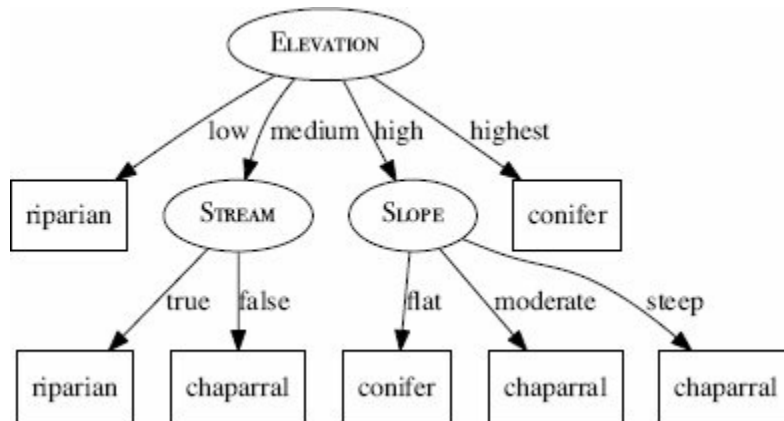 ELEVATION
low medium high highest
riparian STREAM SLOPE conifer
true false flat moderate steep
riparian chaparral conifer chaparral chaparral